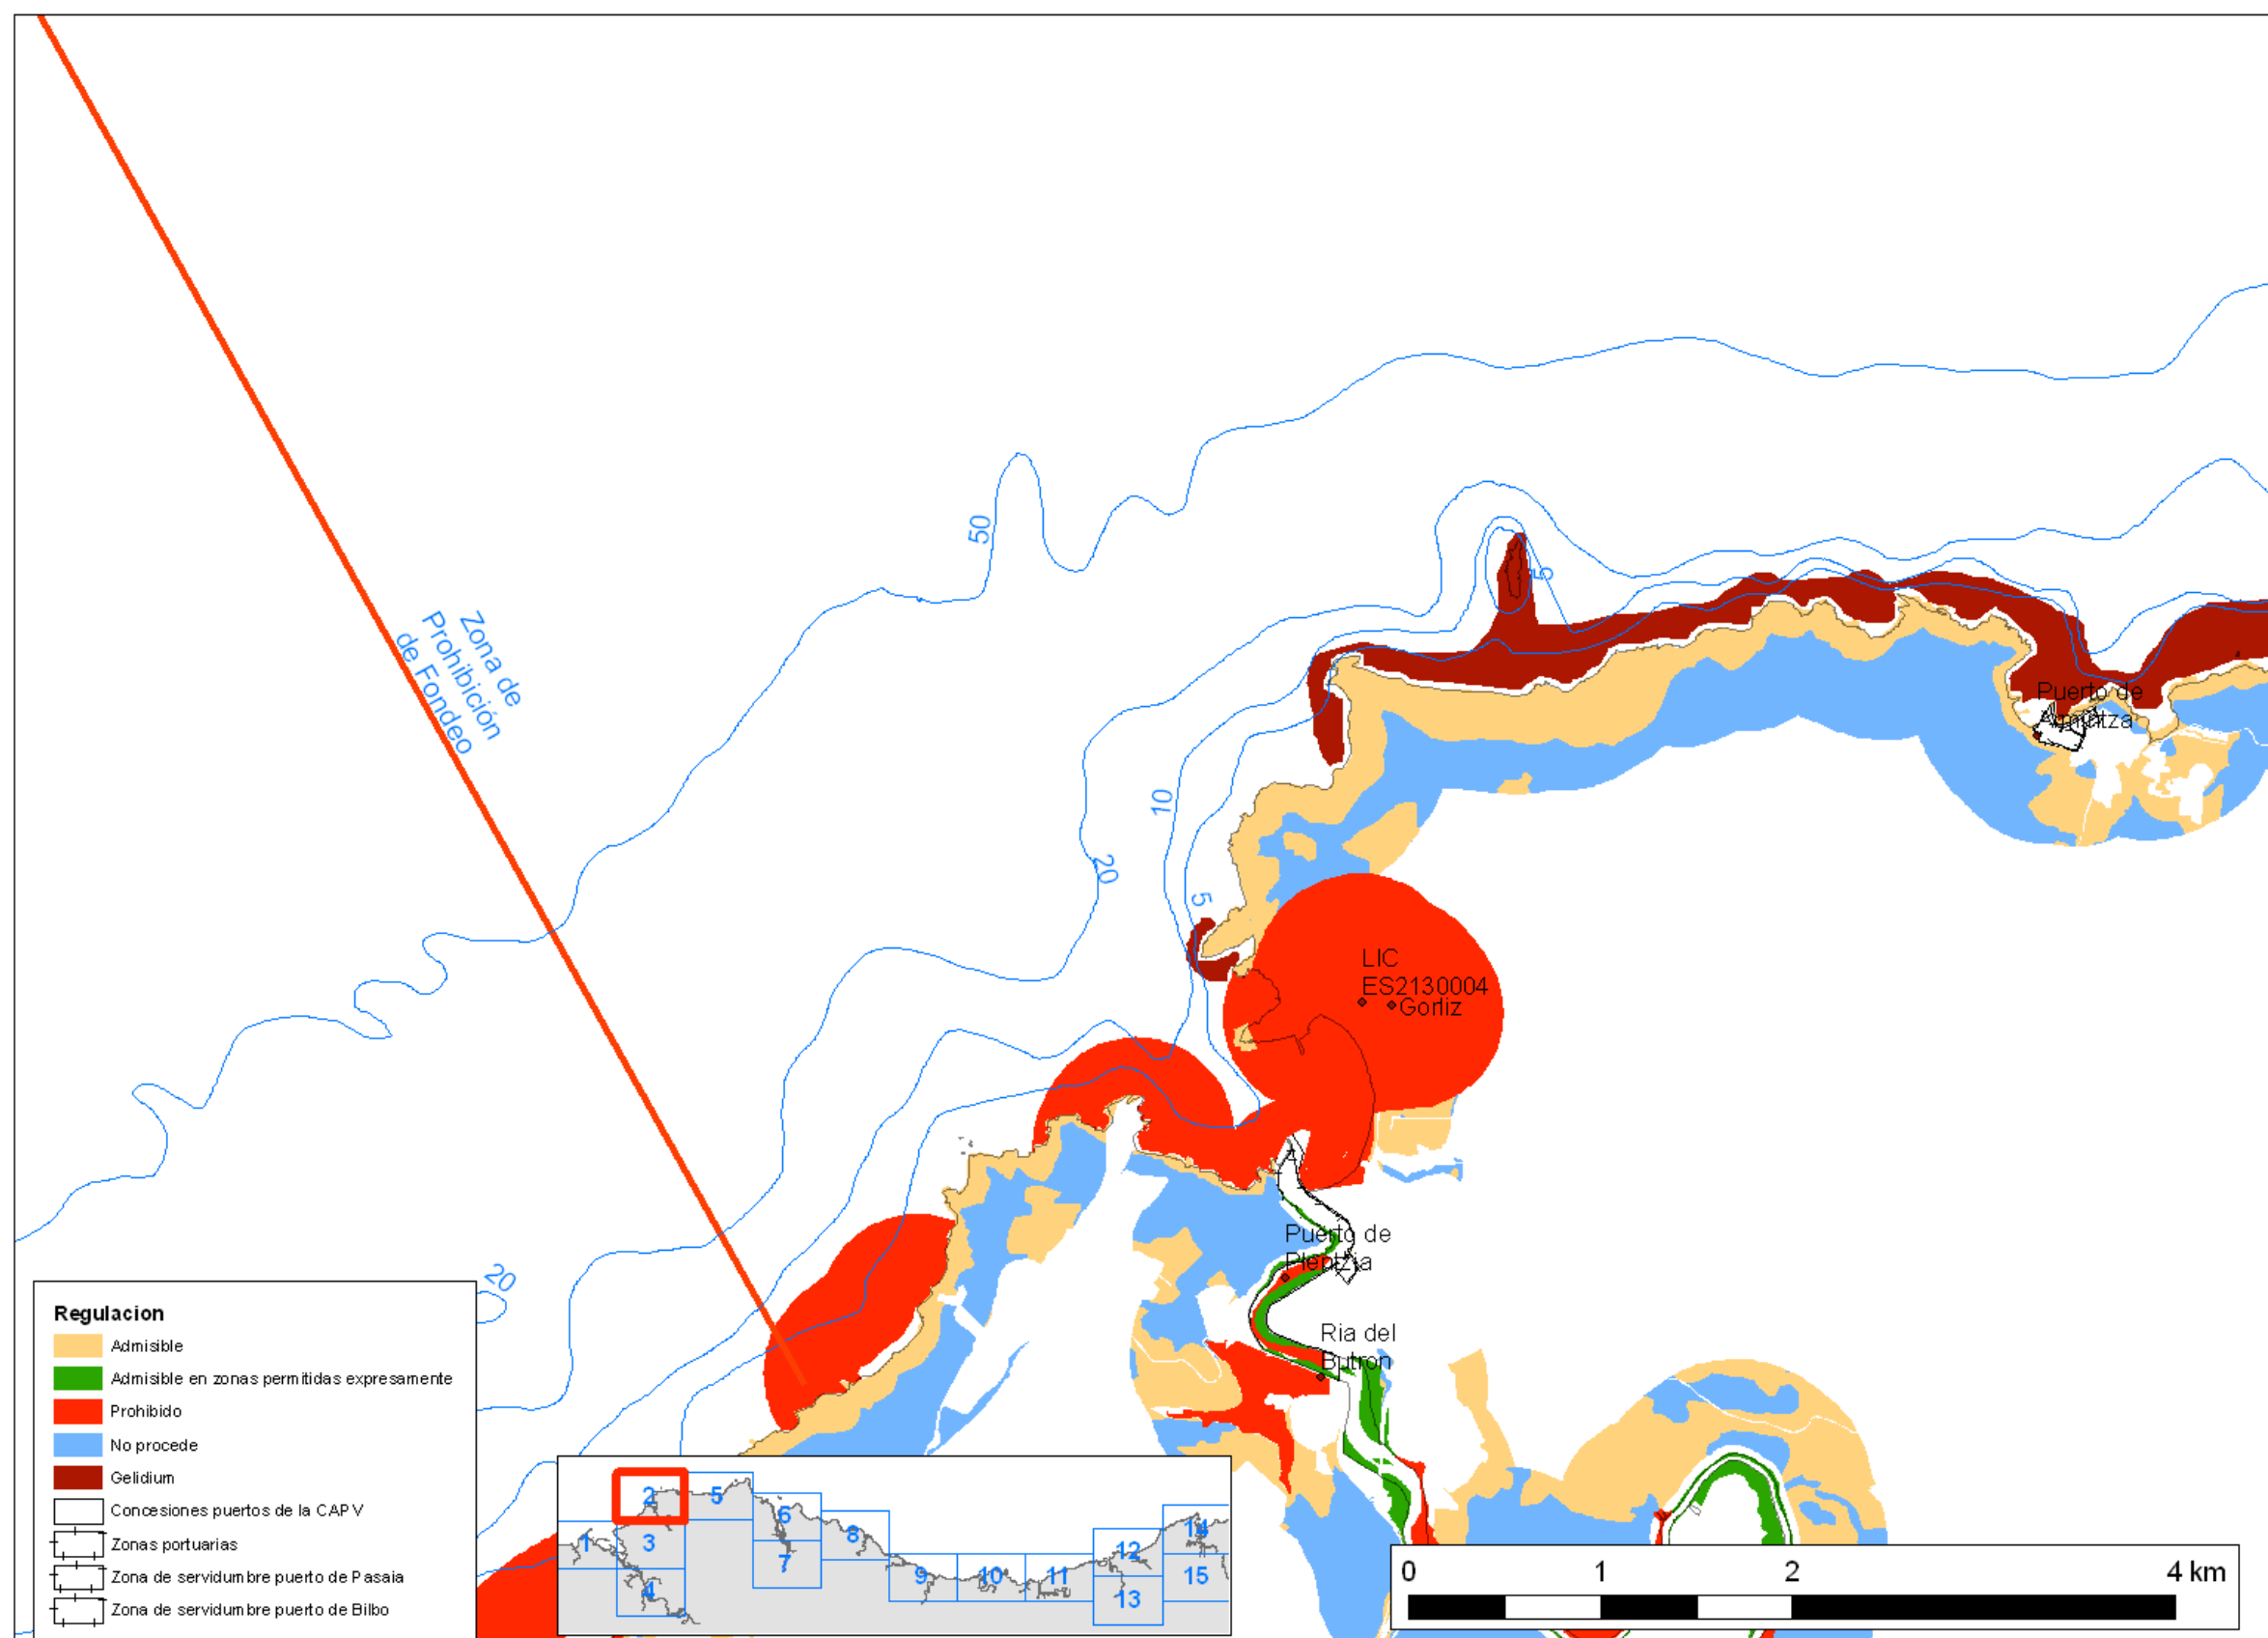 Zona de
Prohibición
de Fondeo
50
5
10
20
5
20
Puerto de
Armintza
LIC
ES2130004
Gorliz
Puerto de
Plentzia
Ria del
Butron
Regulacion
Admisible
Admisible en zonas permitidas expresamente
Prohibido
No procede
Gelidium
Concesiones puertos de la CAPV
Zonas portuarias
Zona de servidumbre puerto de Pasaia
Zona de servidumbre puerto de Bilbo
1
2
3
4
5
6
7
8
9
10
11
12
13
14
15
0 1 2 4 km